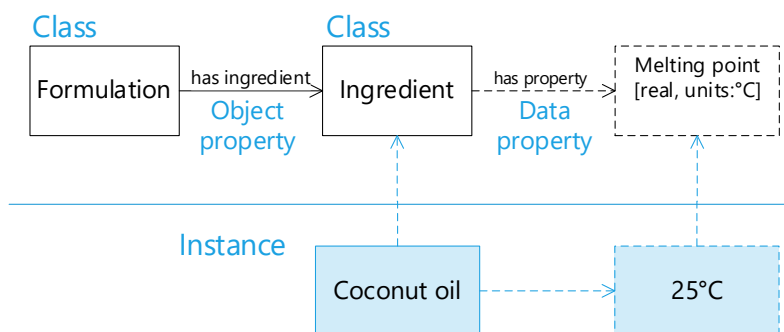 Class
Class
Formulation
has ingredient
Object
property
Ingredient
has property
Data
property
Melting point
[real, units:°C]
Instance
Coconut oil
25°C